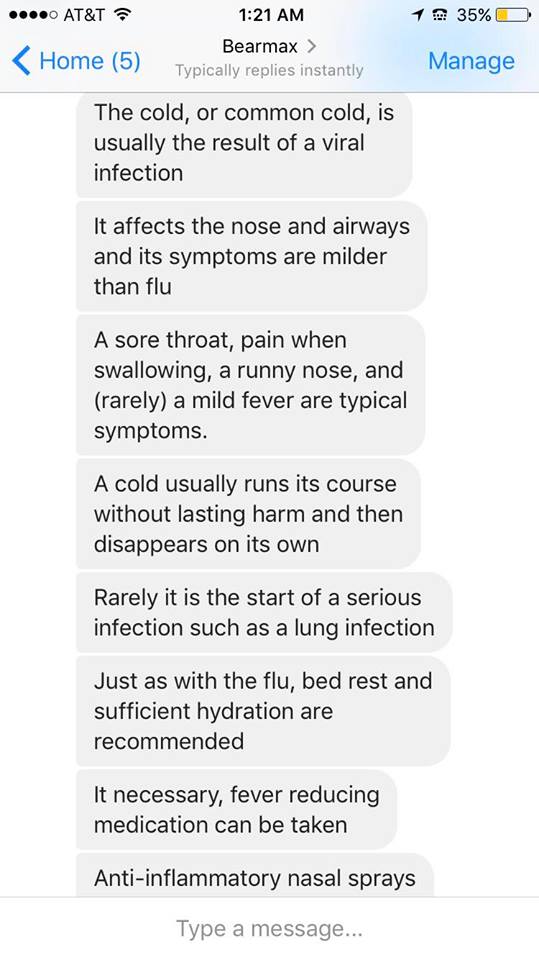 AT&T 1:21 AM 35%
Home (5) Bearmax Manage
Typically replies instantly
The cold, or common cold, is
usually the result of a viral
infection
It affects the nose and airways
and its symptoms are milder
than flu
A sore throat, pain when
swallowing, a runny nose, and
(rarely) a mild fever are typical
symptoms.
A cold usually runs its course
without lasting harm and then
disappears on its own
Rarely it is the start of a serious
infection such as a lung infection
Just as with the flu, bed rest and
sufficient hydration are
recommended
It necessary, fever reducing
medication can be taken
Anti-inflammatory nasal sprays
Type a message...